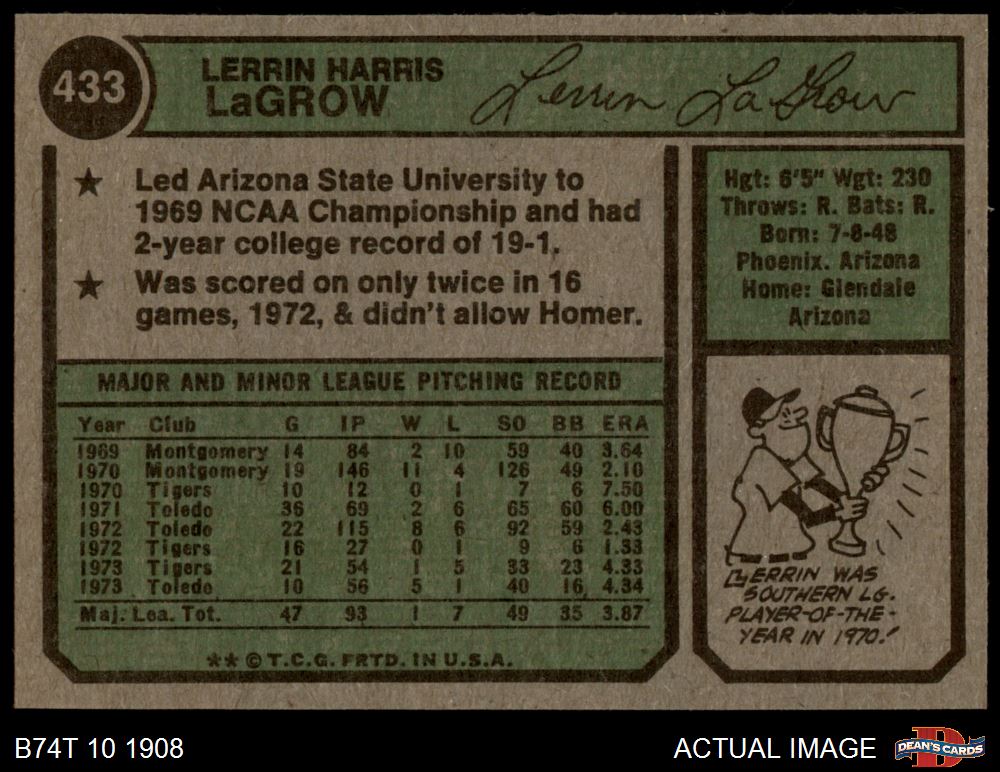 433
LERRIN HARRIS
LaGROW
Lerrin LaGrow
★ Led Arizona State University to
1969 NCAA Championship and had
2-year college record of 19-1.
★ Was scored on only twice in 16
games, 1972, & didn't allow Homer.
Hgt: 6'5" Wgt: 230
Throws: R. Bats: R.
Born: 7-8-48
Phoenix. Arizona
Home: Glendale
Arizona
MAJOR AND MINOR LEAGUE PITCHING RECORD
Year Club G IP W L SO BB ERA
1969 Montgomery 14 84 2 10 59 40 3.64
1970 Montgomery 19 146 11 4 126 49 2.10
1970 Tigers 10 12 0 1 7 6 7.50
1971 Toledo 36 69 2 6 65 60 6.00
1972 Toledo 22 115 8 6 92 59 2.43
1972 Tigers 16 27 0 1 9 6 1.33
1973 Tigers 21 54 1 5 33 23 4.33
1973 Toledo 10 56 5 1 40 16 4.34
Maj. Lea. Tot. 47 93 1 7 49 35 3.87
** © T.C.G. PRTD. IN U.S.A.
LERRIN WAS
SOUTHERN LG.
PLAYER-OF-THE-
YEAR IN 1970!
B74T 10 1908
ACTUAL IMAGE
D
DEAN'S CARDS